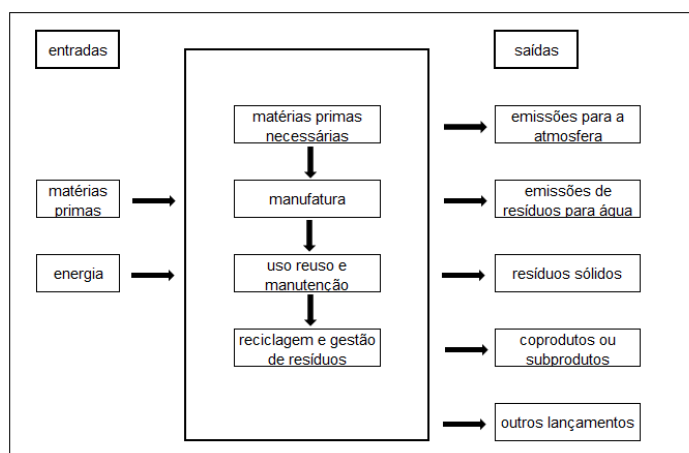 entradas
saídas
matérias primas
necessárias
emissões para a
atmosfera
matérias
primas
manufatura
emissões de
resíduos para água
energia
uso reuso e
manutenção
resíduos sólidos
reciclagem e gestão
de resíduos
coprodutos ou
subprodutos
outros lançamentos